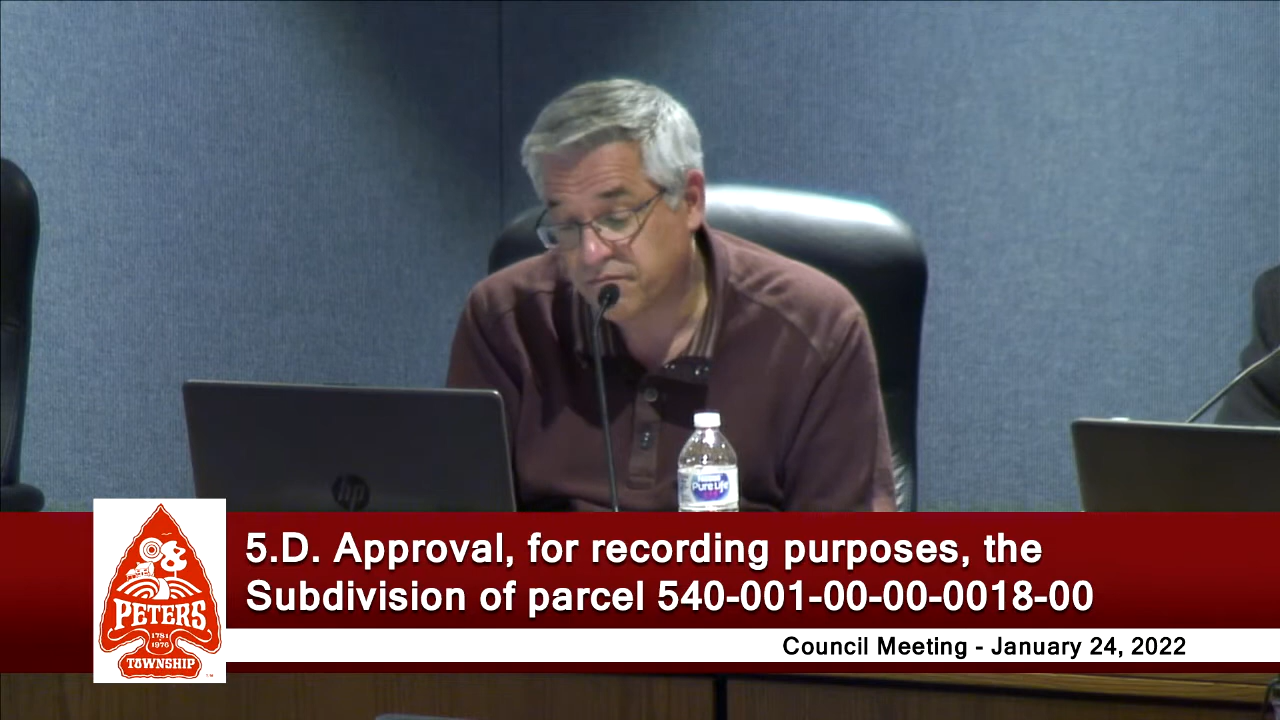 hp
Nestle
Pure Life
5.D. Approval, for recording purposes, the
Subdivision of parcel 540-001-00-00-0018-00
PETERS
1781
1976
TOWNSHIP
Council Meeting - January 24, 2022